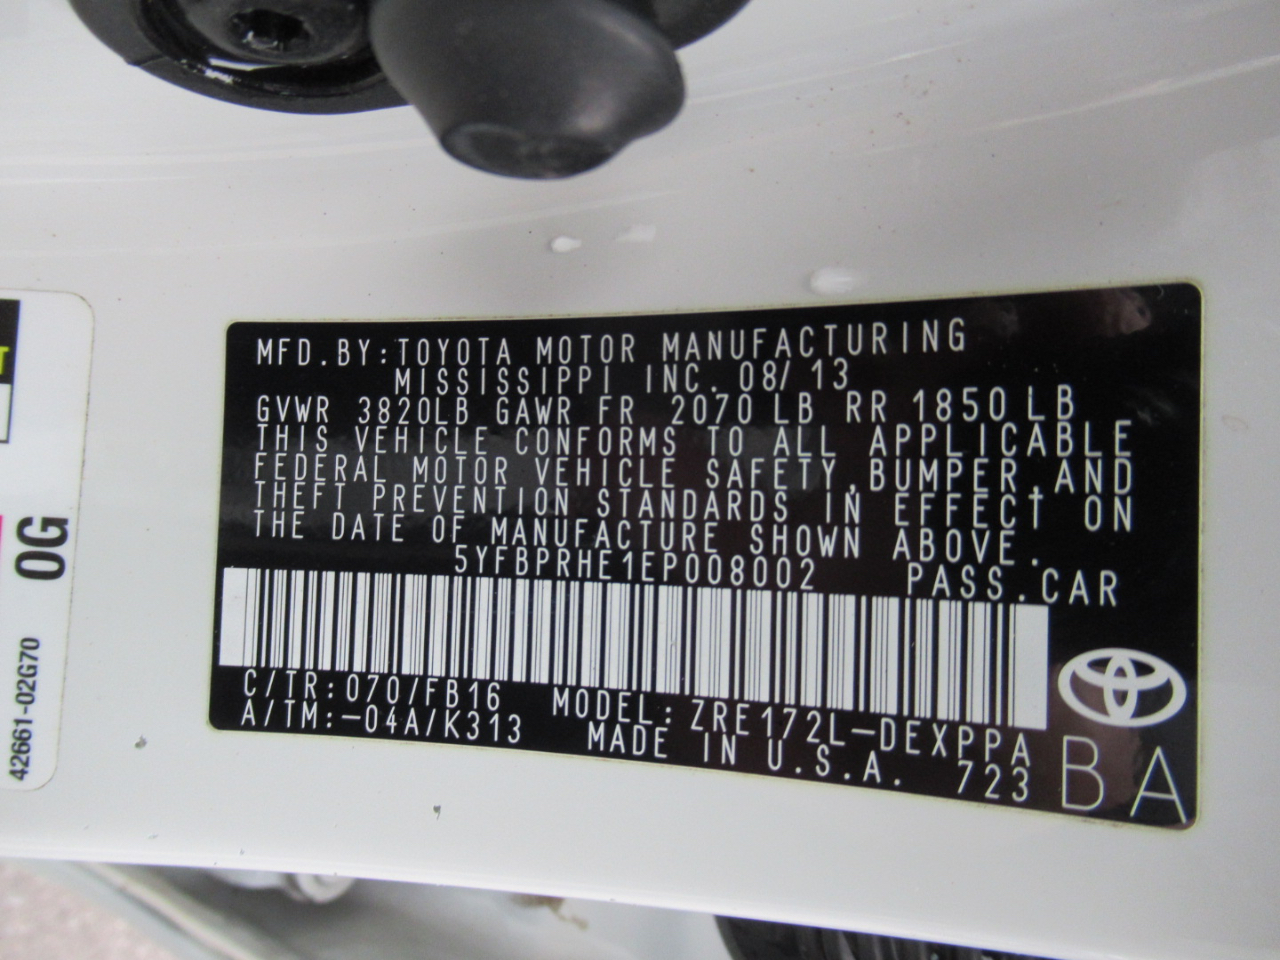 MFD.BY:TOYOTA MOTOR MANUFACTURING
MISSISSIPPI INC. 08/13
GVWR 3820LB GAWR FR 2070LB RR 1850LB
THIS VEHICLE CONFORMS TO ALL APPLICABLE
FEDERAL MOTOR VEHICLE SAFETY, BUMPER, AND
THEFT PREVENTION STANDARDS IN EFFECT ON
THE DATE OF MANUFACTURE SHOWN ABOVE.
5YFBPRHE1EP008002 PASS.CAR
C/TR:070/FB16 MODEL:ZRE172L-DEXPPA
A/TM:-04A/K313 MADE IN U.S.A. 723
BA
0G
42661-02G70